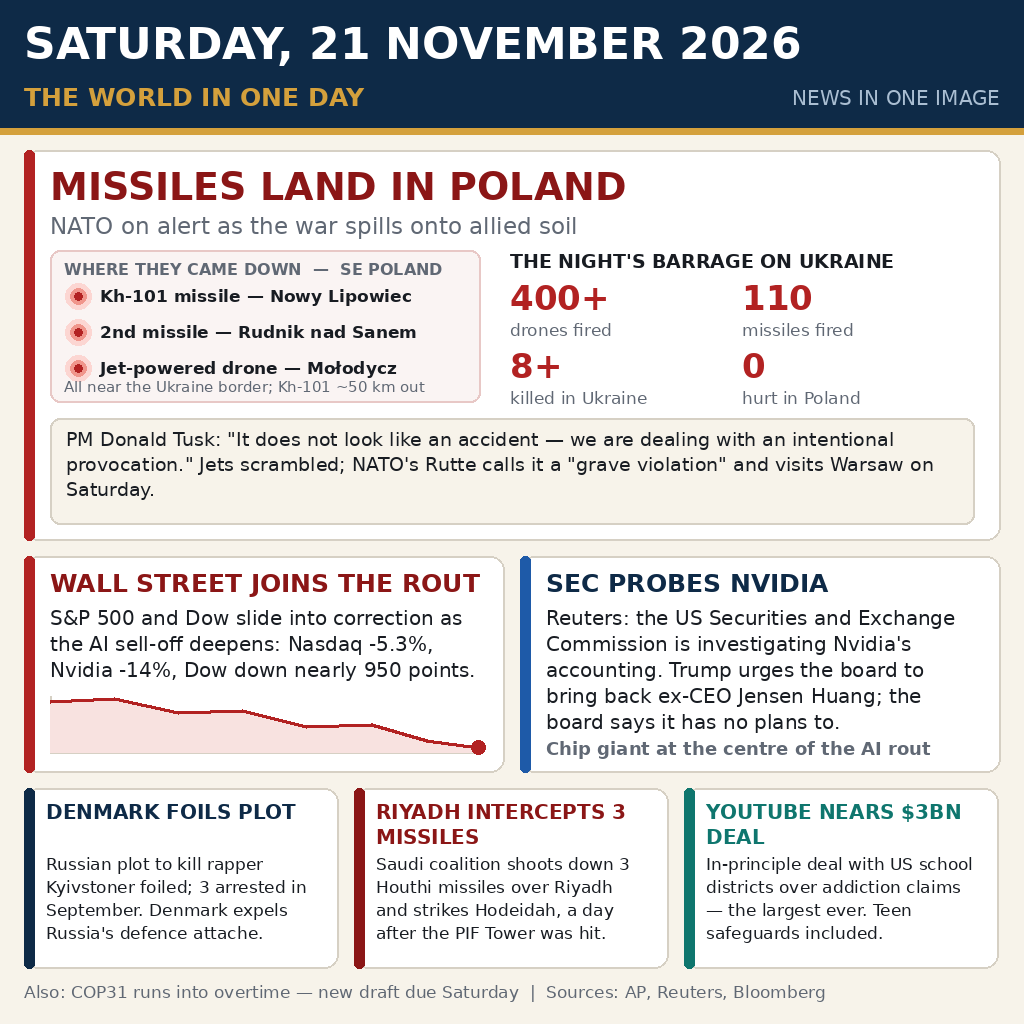 SATURDAY, 21 NOVEMBER 2026
THE WORLD IN ONE DAY
NEWS IN ONE IMAGE
MISSILES LAND IN POLAND
NATO on alert as the war spills onto allied soil
WHERE THEY CAME DOWN — SE POLAND
Kh-101 missile — Nowy Lipowiec
2nd missile — Rudnik nad Sanem
Jet-powered drone — Mołodycz
All near the Ukraine border; Kh-101 ~50 km out
THE NIGHT'S BARRAGE ON UKRAINE
400+
drones fired
110
missiles fired
8+
killed in Ukraine
0
hurt in Poland
PM Donald Tusk: "It does not look like an accident — we are dealing with an intentional
provocation." Jets scrambled; NATO's Rutte calls it a "grave violation" and visits Warsaw on
Saturday.
WALL STREET JOINS THE ROUT
S&P 500 and Dow slide into correction as
the AI sell-off deepens: Nasdaq -5.3%,
Nvidia -14%, Dow down nearly 950 points.
SEC PROBES NVIDIA
Reuters: the US Securities and Exchange
Commission is investigating Nvidia's
accounting. Trump urges the board to
bring back ex-CEO Jensen Huang; the
board says it has no plans to.
Chip giant at the centre of the AI rout
DENMARK FOILS PLOT
Russian plot to kill rapper
Kyivstoner foiled; 3 arrested in
September. Denmark expels
Russia's defence attache.
RIYADH INTERCEPTS 3
MISSILES
Saudi coalition shoots down 3
Houthi missiles over Riyadh
and strikes Hodeidah, a day
after the PIF Tower was hit.
YOUTUBE NEARS $3BN
DEAL
In-principle deal with US school
districts over addiction claims
— the largest ever. Teen
safeguards included.
Also: COP31 runs into overtime — new draft due Saturday | Sources: AP, Reuters, Bloomberg